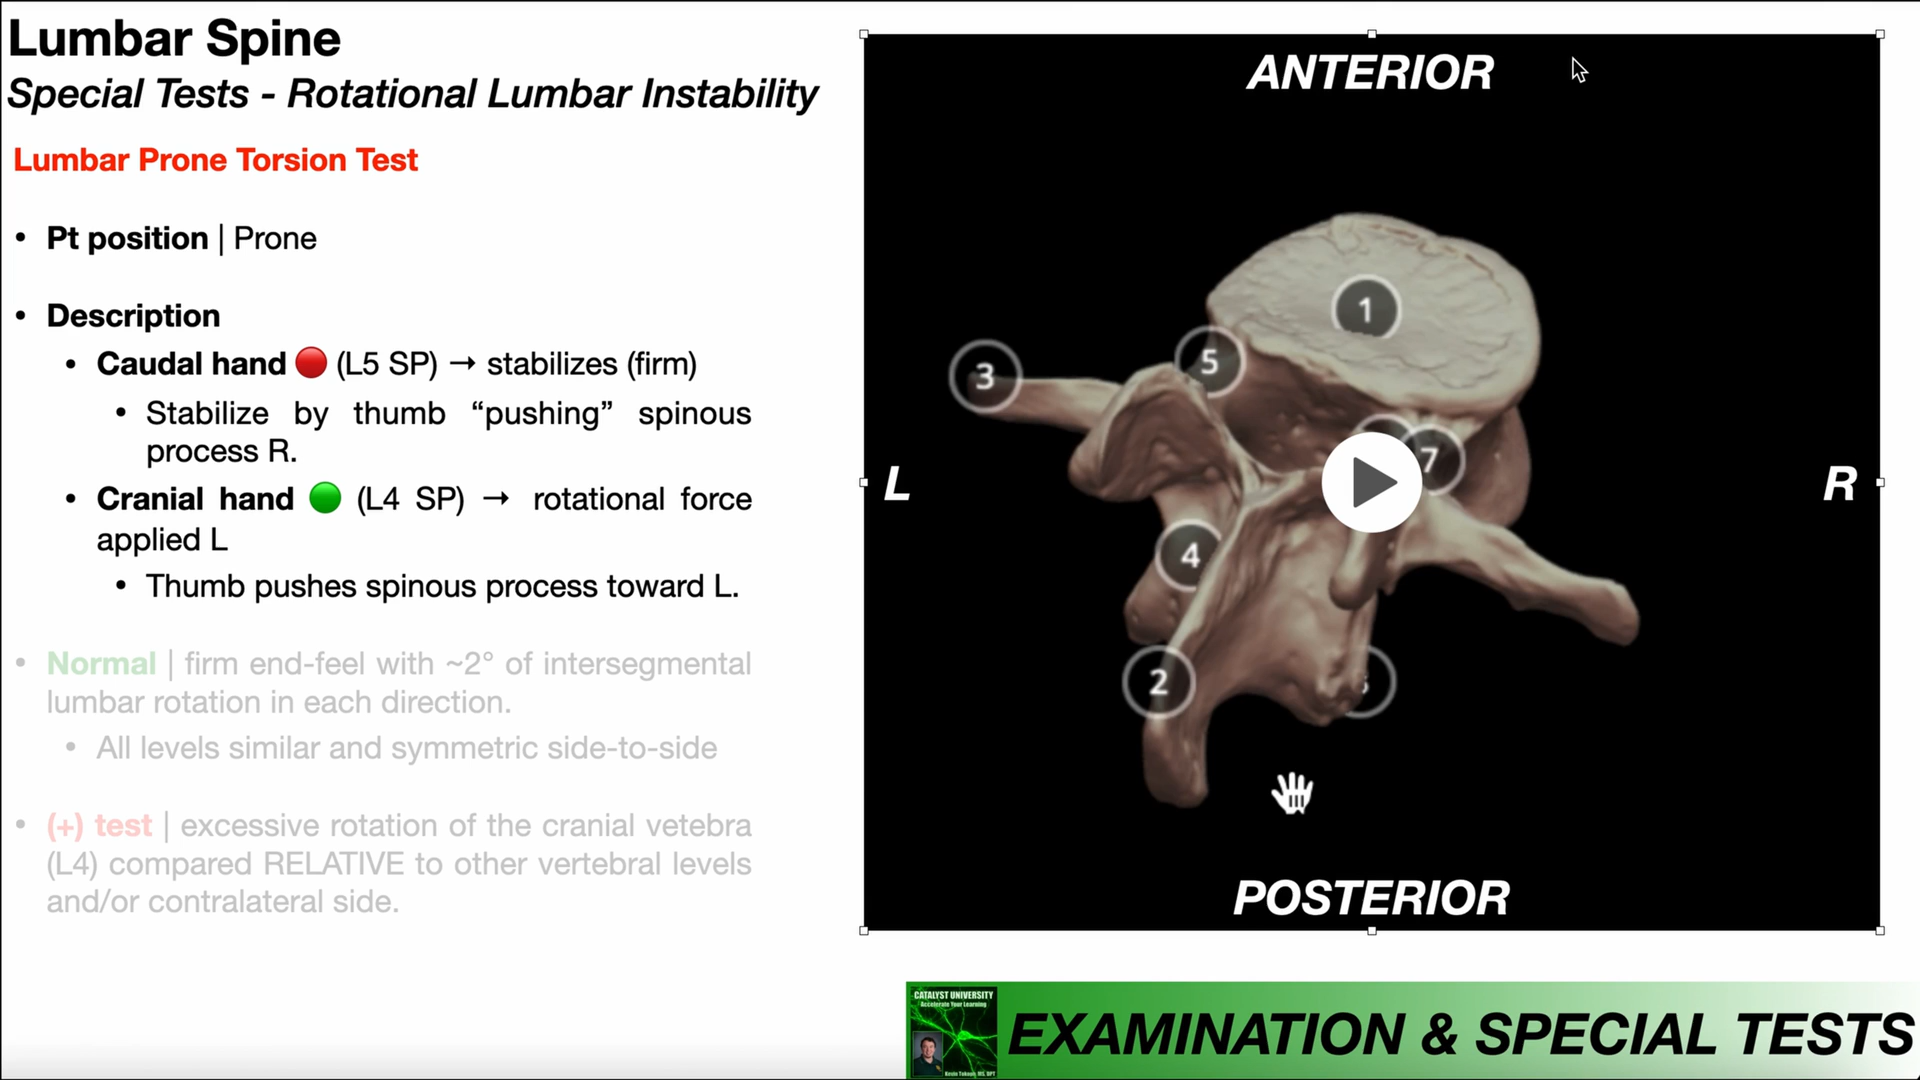 Lumbar Spine
Special Tests - Rotational Lumbar Instability
Lumbar Prone Torsion Test
• Pt position | Prone
• Description
• Caudal hand 🔴 (L5 SP) → stabilizes (firm)
• Stabilize by thumb “pushing” spinous
process R.
• Cranial hand 🟢 (L4 SP) → rotational force
applied L
• Thumb pushes spinous process toward L.
• Normal | firm end-feel with ~2° of intersegmental
lumbar rotation in each direction.
• All levels similar and symmetric side-to-side
• (+) test | excessive rotation of the cranial vetebra
(L4) compared RELATIVE to other vertebral levels
and/or contralateral side.
ANTERIOR
1
3
5
7
L
R
4
2
POSTERIOR
CATALYST UNIVERSITY
Accelerate Your Learning
EXAMINATION & SPECIAL TESTS